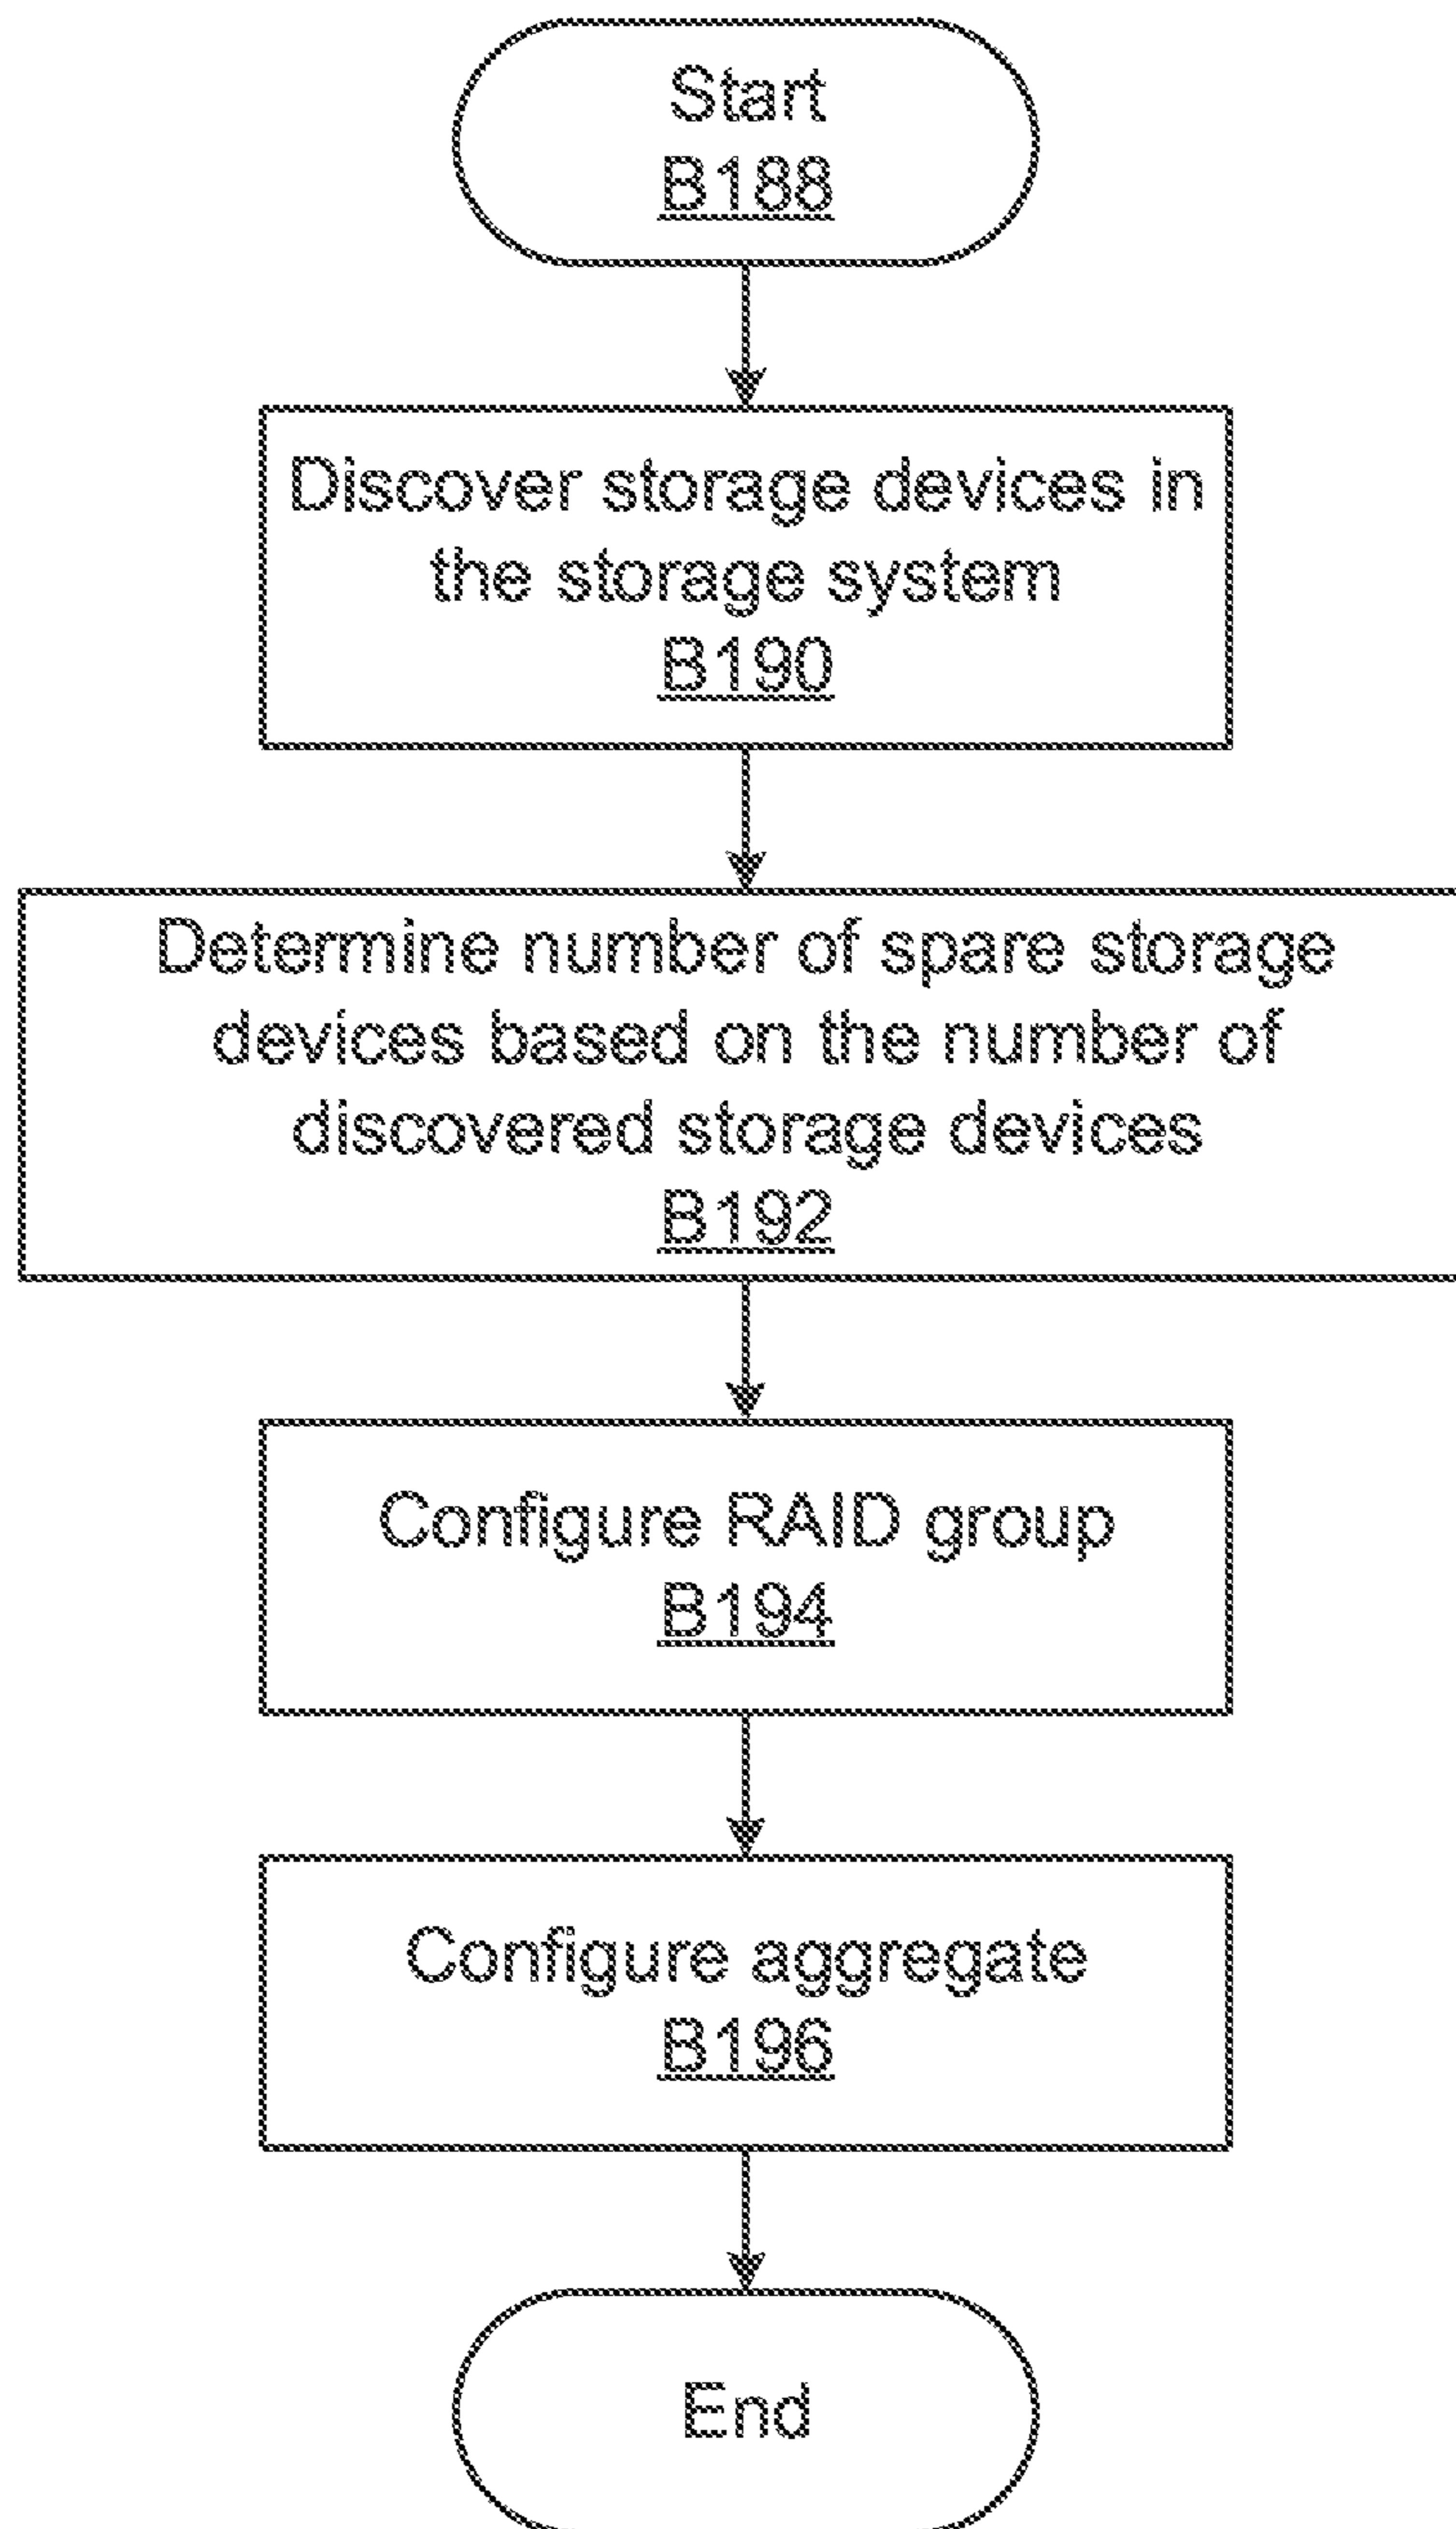 Start
B188
Discover storage devices in
the storage system
B190
Determine number of spare storage
devices based on the number of
discovered storage devices
B192
Configure RAID group
B194
Configure aggregate
B196
End